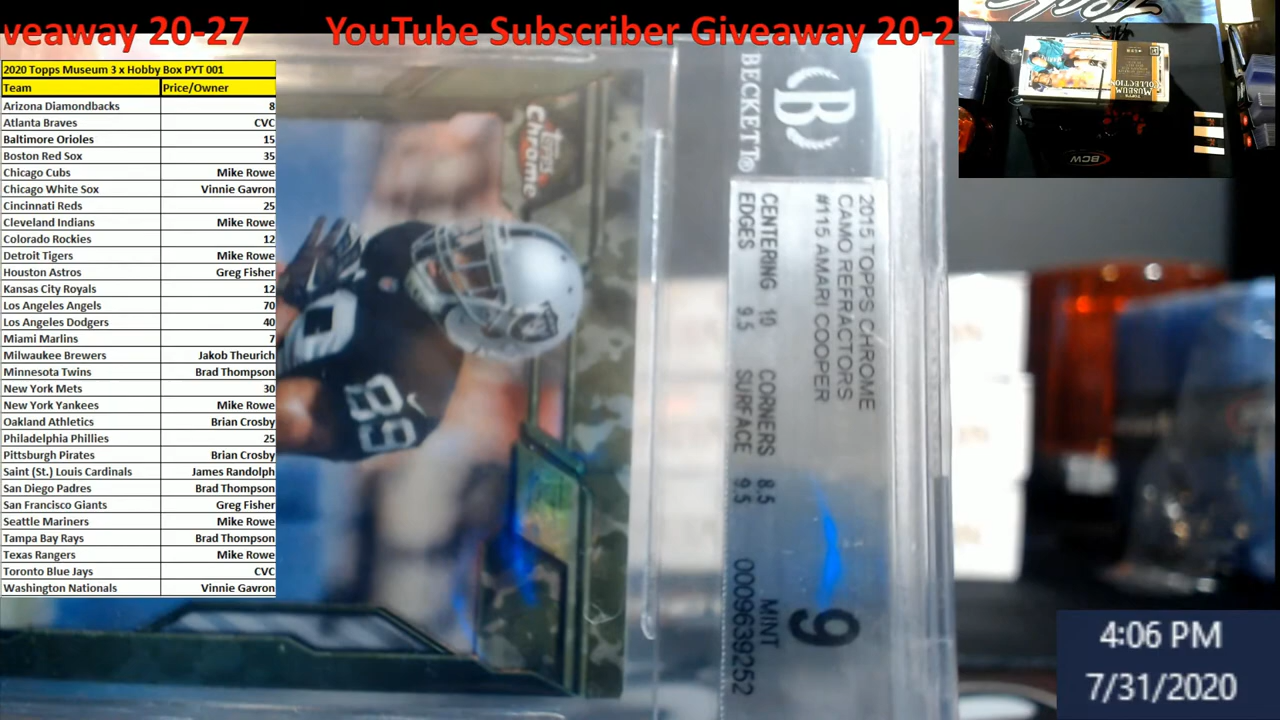 veaway 20-27 YouTube Subscriber Giveaway 20-2
2020 Topps Museum 3 x Hobby Box PYT 001
Team Price/Owner
Arizona Diamondbacks 8
Atlanta Braves CVC
Baltimore Orioles 15
Boston Red Sox 35
Chicago Cubs Mike Rowe
Chicago White Sox Vinnie Gavron
Cincinnati Reds 25
Cleveland Indians Mike Rowe
Colorado Rockies 12
Detroit Tigers Mike Rowe
Houston Astros Greg Fisher
Kansas City Royals 12
Los Angeles Angels 70
Los Angeles Dodgers 40
Miami Marlins 7
Milwaukee Brewers Jakob Theurich
Minnesota Twins Brad Thompson
New York Mets 30
New York Yankees Mike Rowe
Oakland Athletics Brian Crosby
Philadelphia Phillies 25
Pittsburgh Pirates Brian Crosby
Saint (St.) Louis Cardinals James Randolph
San Diego Padres Brad Thompson
San Francisco Giants Greg Fisher
Seattle Mariners Mike Rowe
Tampa Bay Rays Brad Thompson
Texas Rangers Mike Rowe
Toronto Blue Jays CVC
Washington Nationals Vinnie Gavron
Topps
Chrome
89
B
BECKETT®
2015 TOPPS CHROME
CAMO REFRACTORS
#115 AMARI COOPER
CENTERING 10 CORNERS 8.5
EDGES 9.5 SURFACE 9.5
9
MINT
0009639252
MUSEUM
COLLECTION
BCW
4:06 PM
7/31/2020